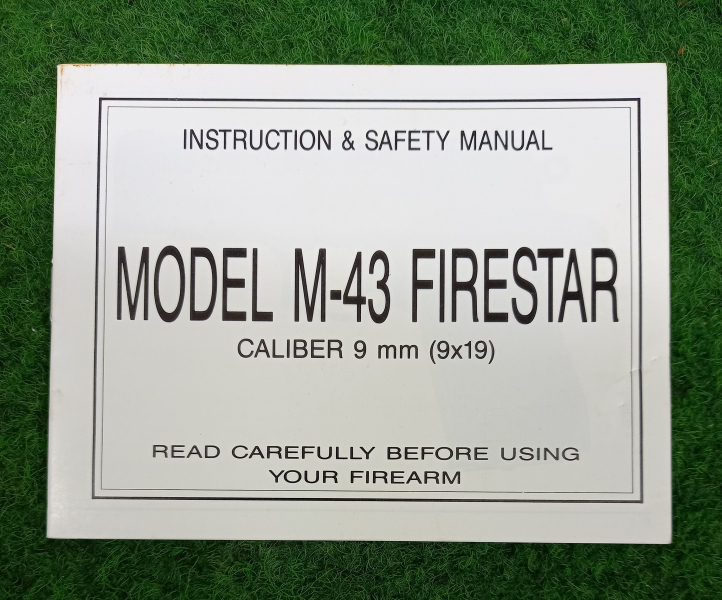 INSTRUCTION & SAFETY MANUAL
MODEL M-43 FIRESTAR
CALIBER 9 mm (9x19)
READ CAREFULLY BEFORE USING
YOUR FIREARM